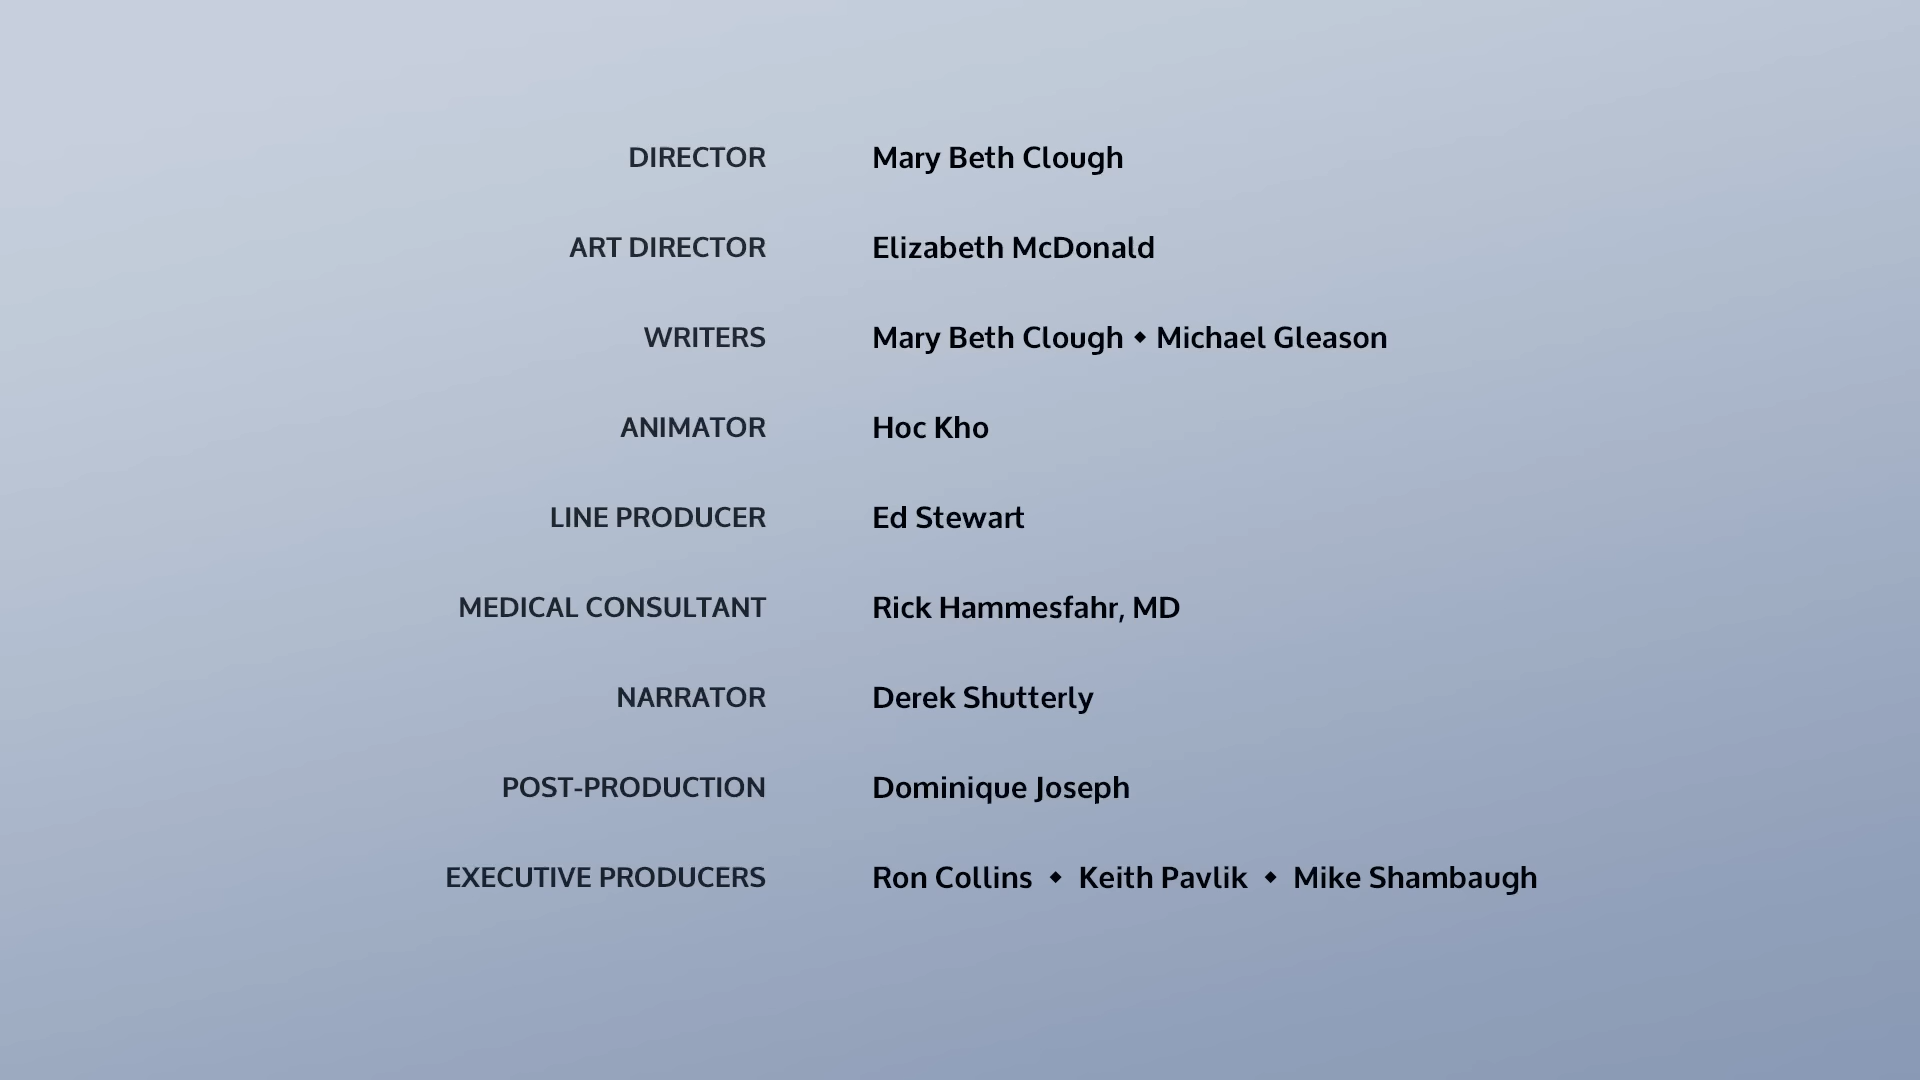 DIRECTOR Mary Beth Clough
ART DIRECTOR Elizabeth McDonald
WRITERS Mary Beth Clough ◆ Michael Gleason
ANIMATOR Hoc Kho
LINE PRODUCER Ed Stewart
MEDICAL CONSULTANT Rick Hammesfahr, MD
NARRATOR Derek Shutterly
POST-PRODUCTION Dominique Joseph
EXECUTIVE PRODUCERS Ron Collins ◆ Keith Pavlik ◆ Mike Shambaugh